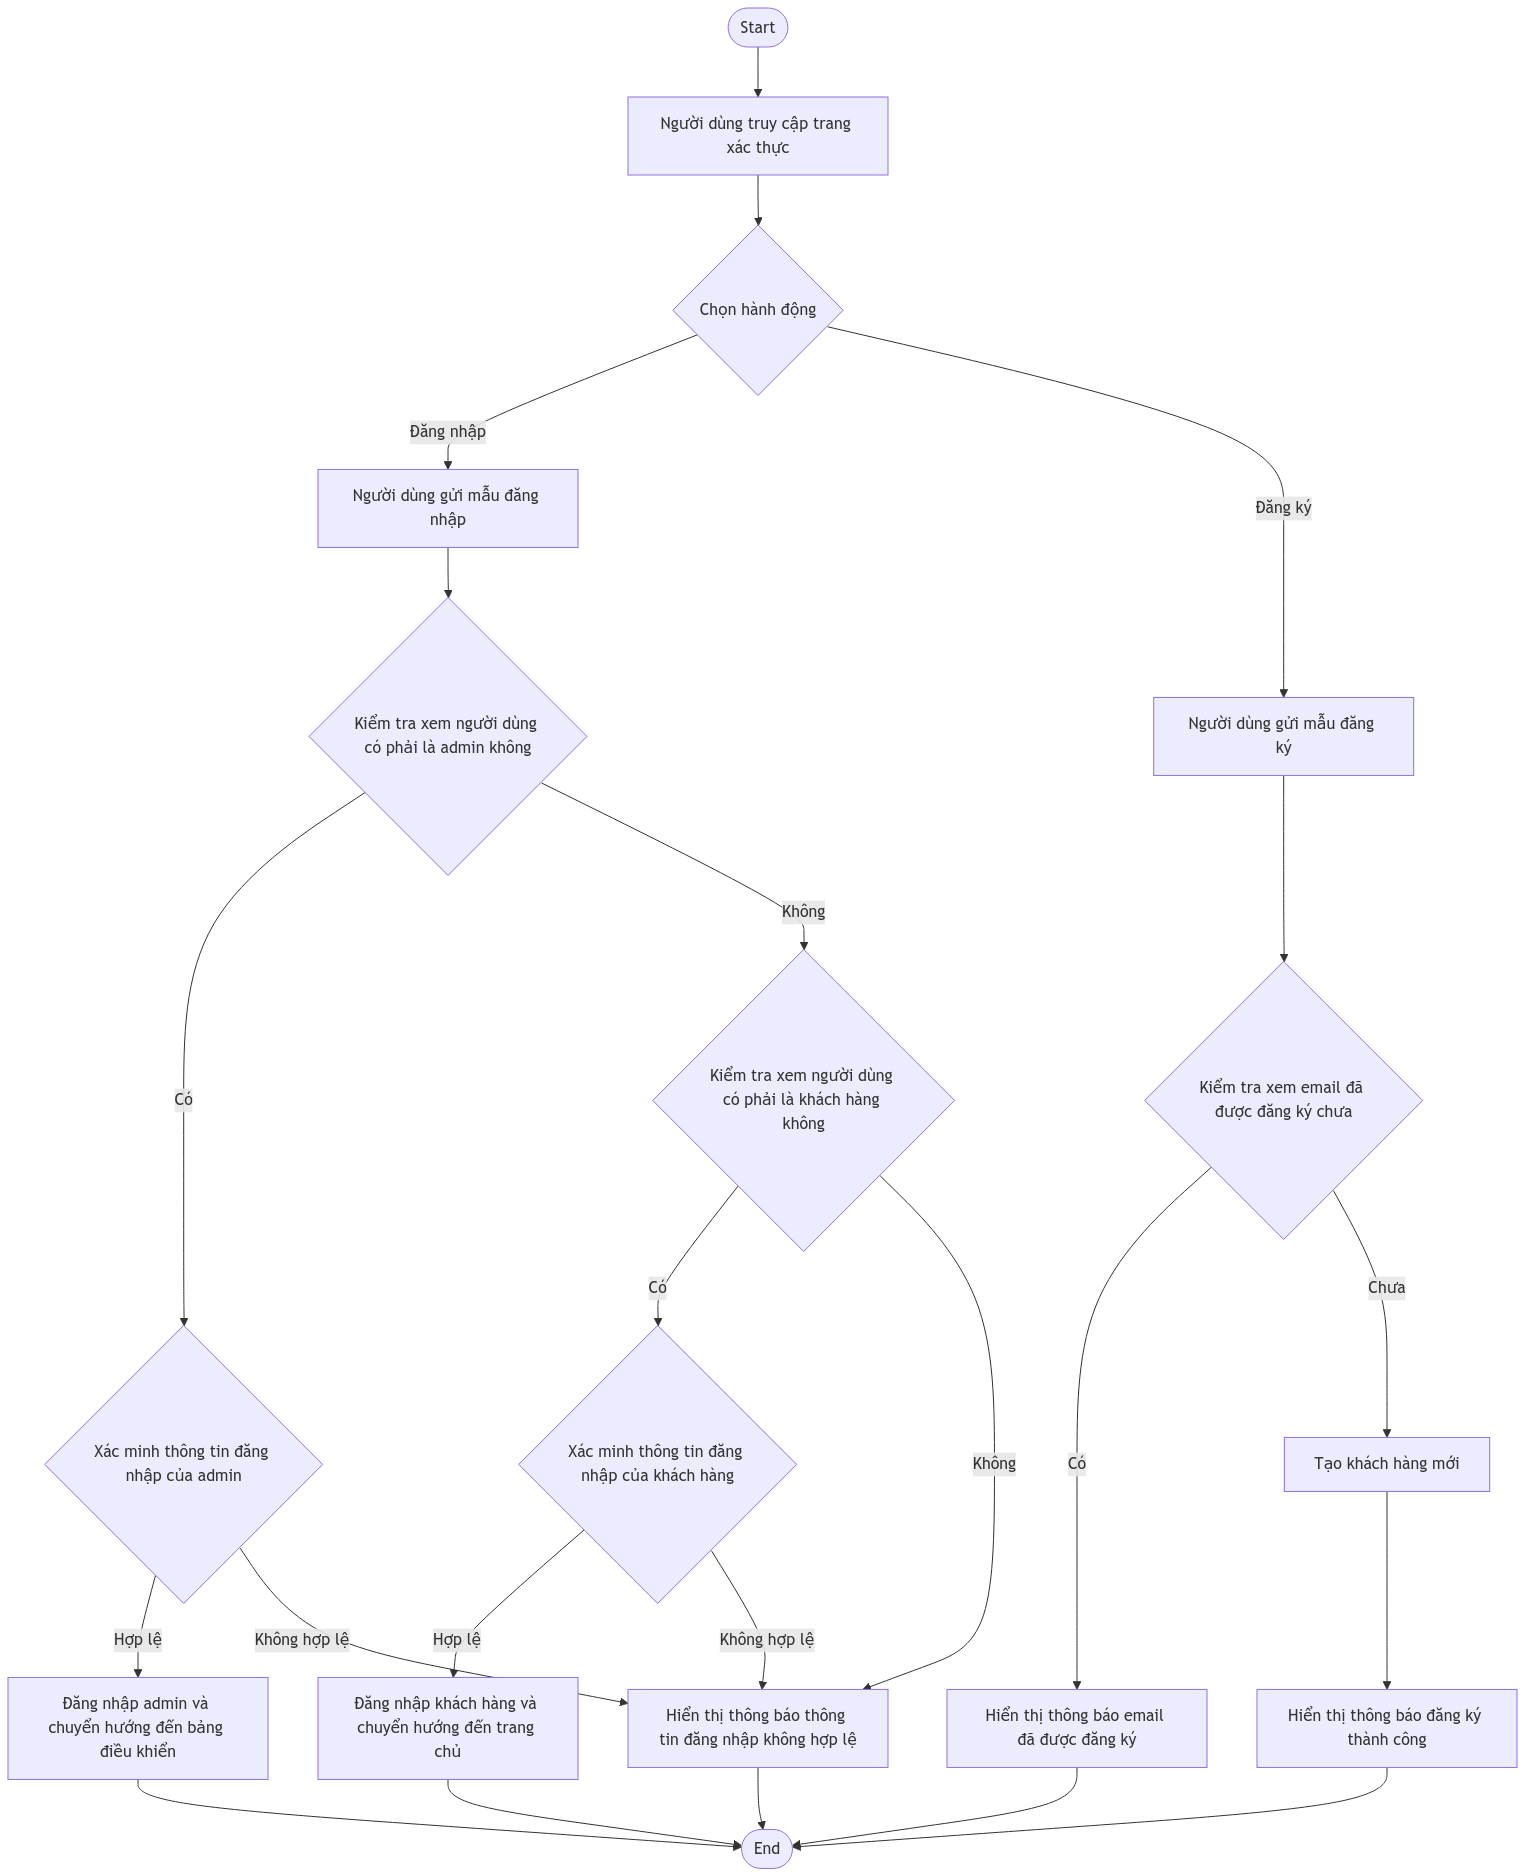 Start
Người dùng truy cập trang
xác thực
Chọn hành động
Đăng nhập
Người dùng gửi mẫu đăng
nhập
Đăng ký
Kiểm tra xem người dùng
có phải là admin không
Người dùng gửi mẫu đăng
ký
Không
Có
Kiểm tra xem người dùng
có phải là khách hàng
không
Kiểm tra xem email đã
được đăng ký chưa
Có
Chưa
Xác minh thông tin đăng
nhập của admin
Xác minh thông tin đăng
nhập của khách hàng
Không
Có
Tạo khách hàng mới
Hợp lệ
Không hợp lệ
Hợp lệ
Không hợp lệ
Đăng nhập admin và
chuyển hướng đến bảng
điều khiển
Đăng nhập khách hàng và
chuyển hướng đến trang
chủ
Hiển thị thông báo thông
tin đăng nhập không hợp lệ
Hiển thị thông báo email
đã được đăng ký
Hiển thị thông báo đăng ký
thành công
End